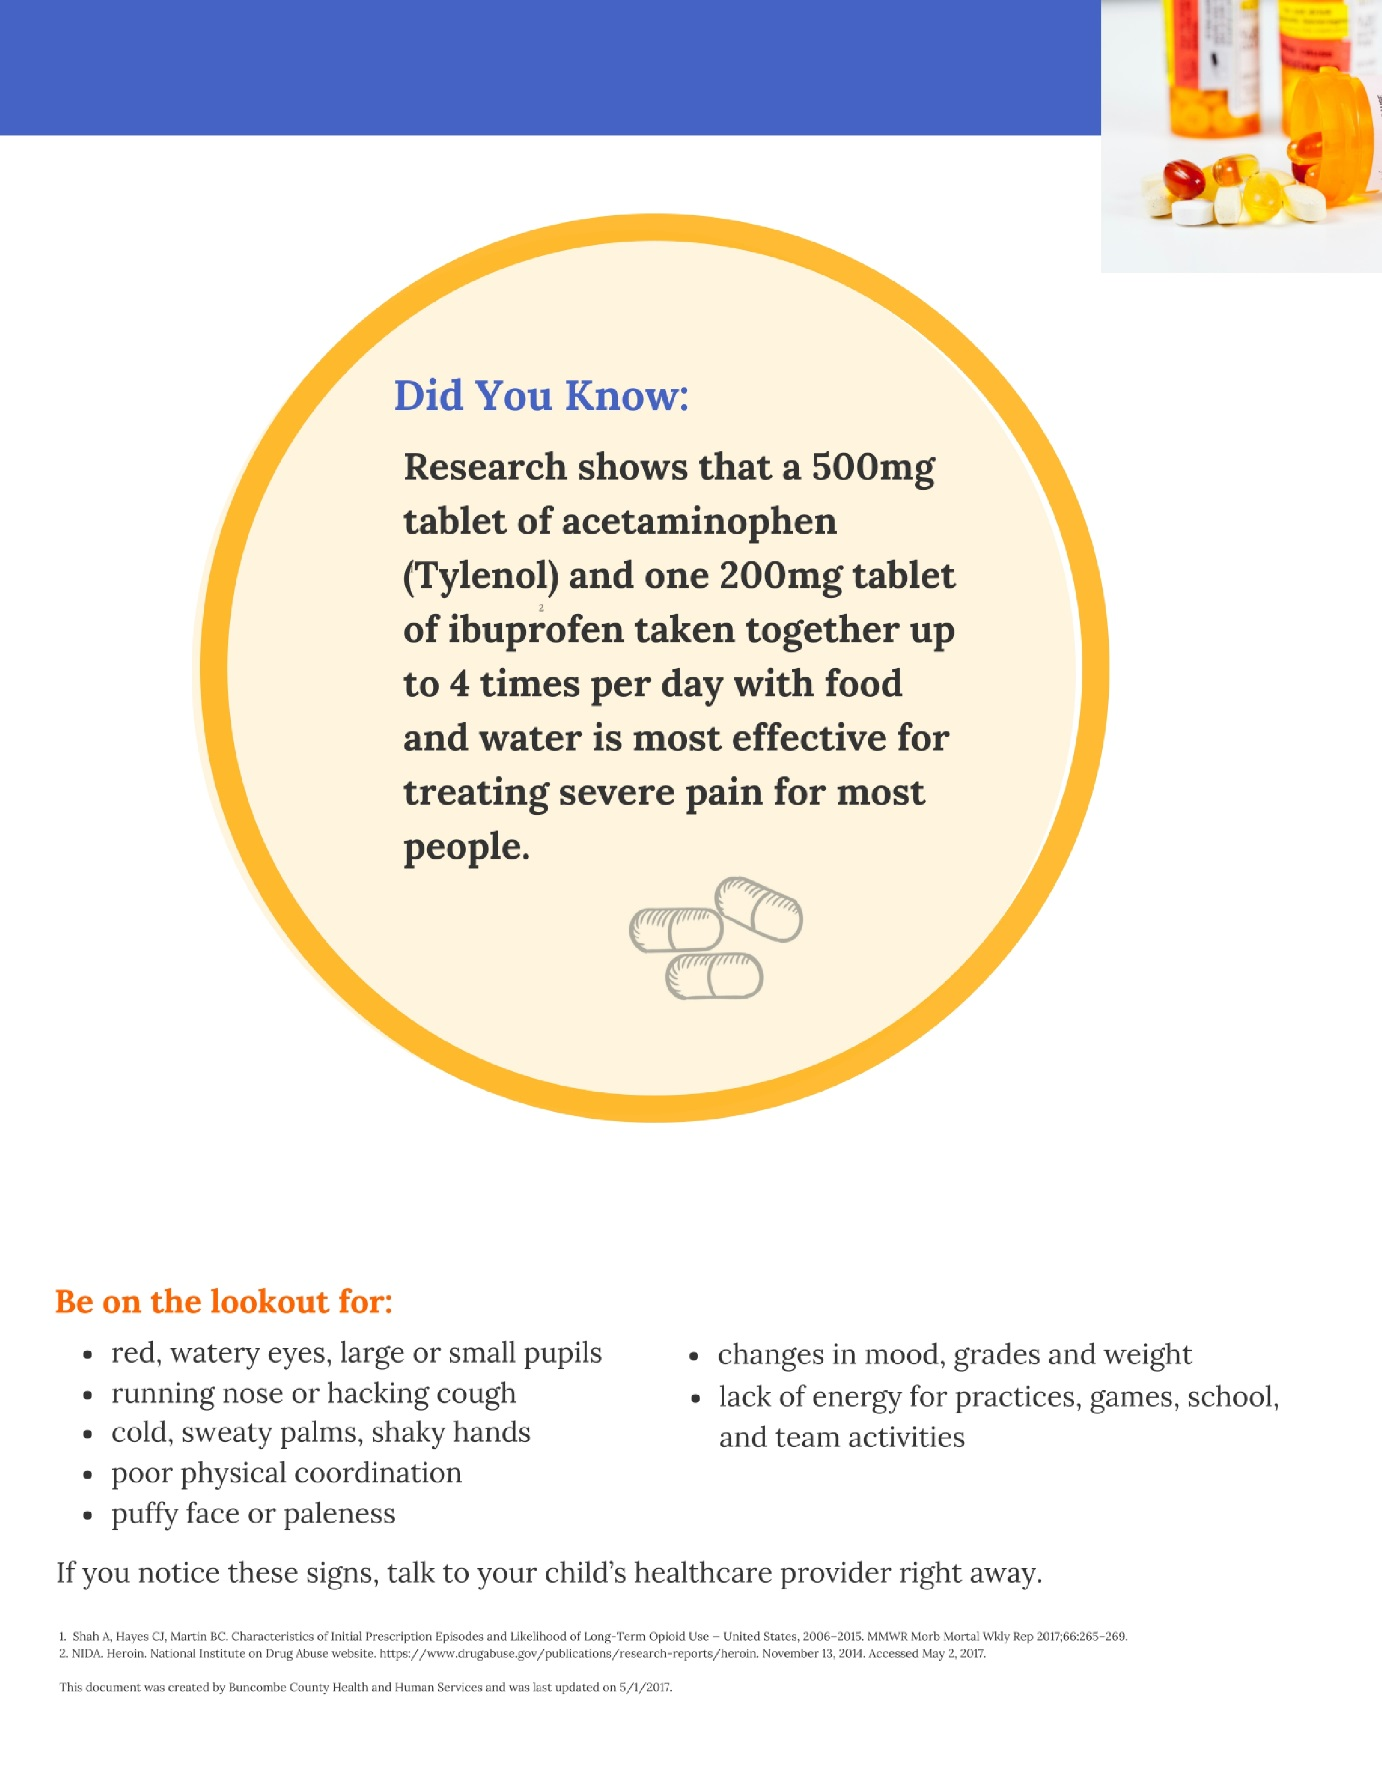 Did You Know:
Research shows that a 500mg
tablet of acetaminophen
(Tylenol) and one 200mg tablet
2
of ibuprofen taken together up
to 4 times per day with food
and water is most effective for
treating severe pain for most
people.
Be on the lookout for:
• red, watery eyes, large or small pupils
• running nose or hacking cough
• cold, sweaty palms, shaky hands
• poor physical coordination
• puffy face or paleness
• changes in mood, grades and weight
• lack of energy for practices, games, school,
and team activities
If you notice these signs, talk to your child’s healthcare provider right away.
1. Shah A, Hayes CJ, Martin BC. Characteristics of Initial Prescription Episodes and Likelihood of Long-Term Opioid Use – United States, 2006–2015. MMWR Morb Mortal Wkly Rep 2017;66:265–269.
2. NIDA. Heroin. National Institute on Drug Abuse website. https://www.drugabuse.gov/publications/research-reports/heroin. November 13, 2014. Accessed May 2, 2017.
This document was created by Buncombe County Health and Human Services and was last updated on 5/1/2017.